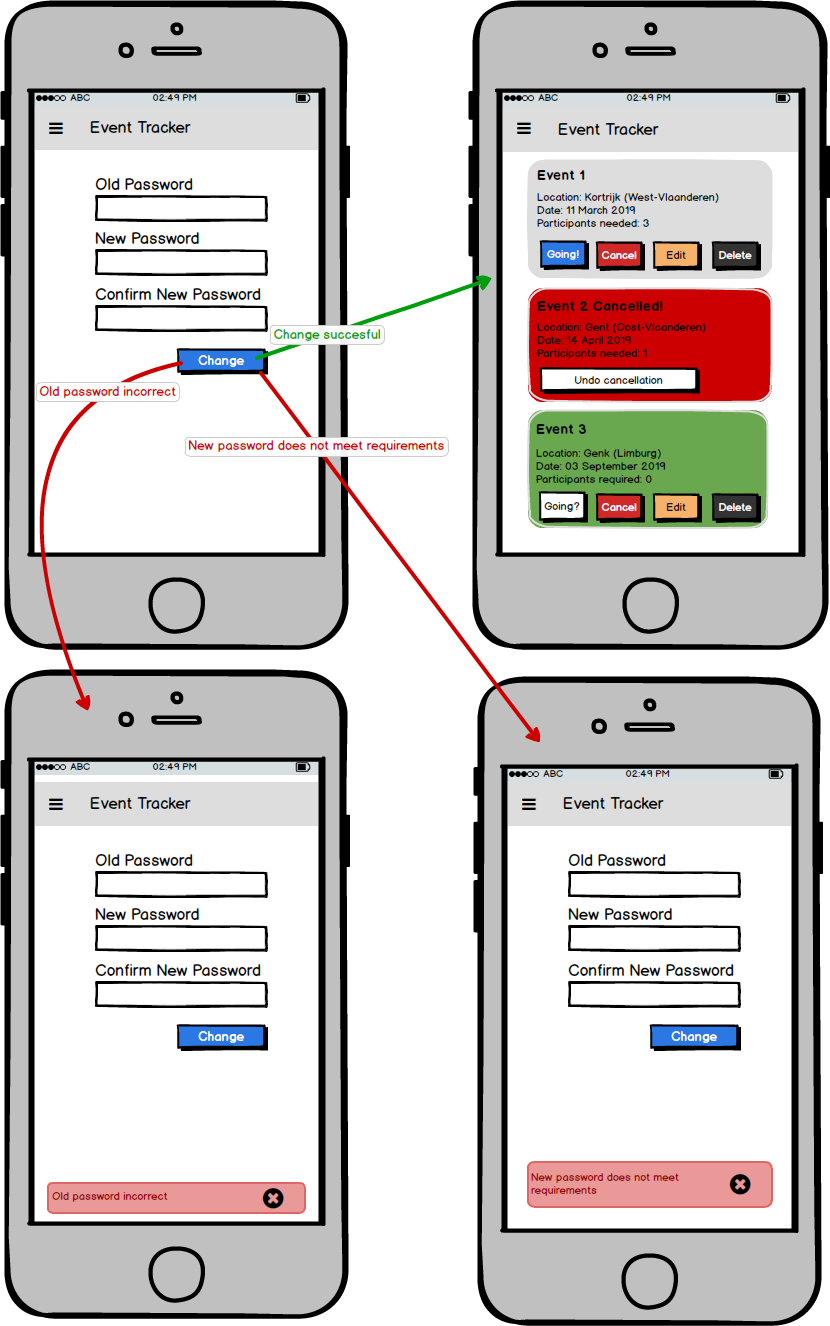 ABC 02:49 PM
Event Tracker
Old Password
New Password
Confirm New Password
Change
Change succesful
Old password incorrect
New password does not meet requirements
ABC 02:49 PM
Event Tracker
Event 1
Location: Kortrijk (West-Vlaanderen)
Date: 11 March 2019
Participants needed: 3
Going! Cancel Edit Delete
Event 2 Cancelled!
Location: Gent (Oost-Vlaanderen)
Date: 14 April 2019
Participants needed: 1
Undo cancellation
Event 3
Location: Genk (Limburg)
Date: 03 September 2019
Participants required: 0
Going? Cancel Edit Delete
ABC 02:49 PM
Event Tracker
Old Password
New Password
Confirm New Password
Change
Old password incorrect
ABC 02:49 PM
Event Tracker
Old Password
New Password
Confirm New Password
Change
New password does not meet
requirements